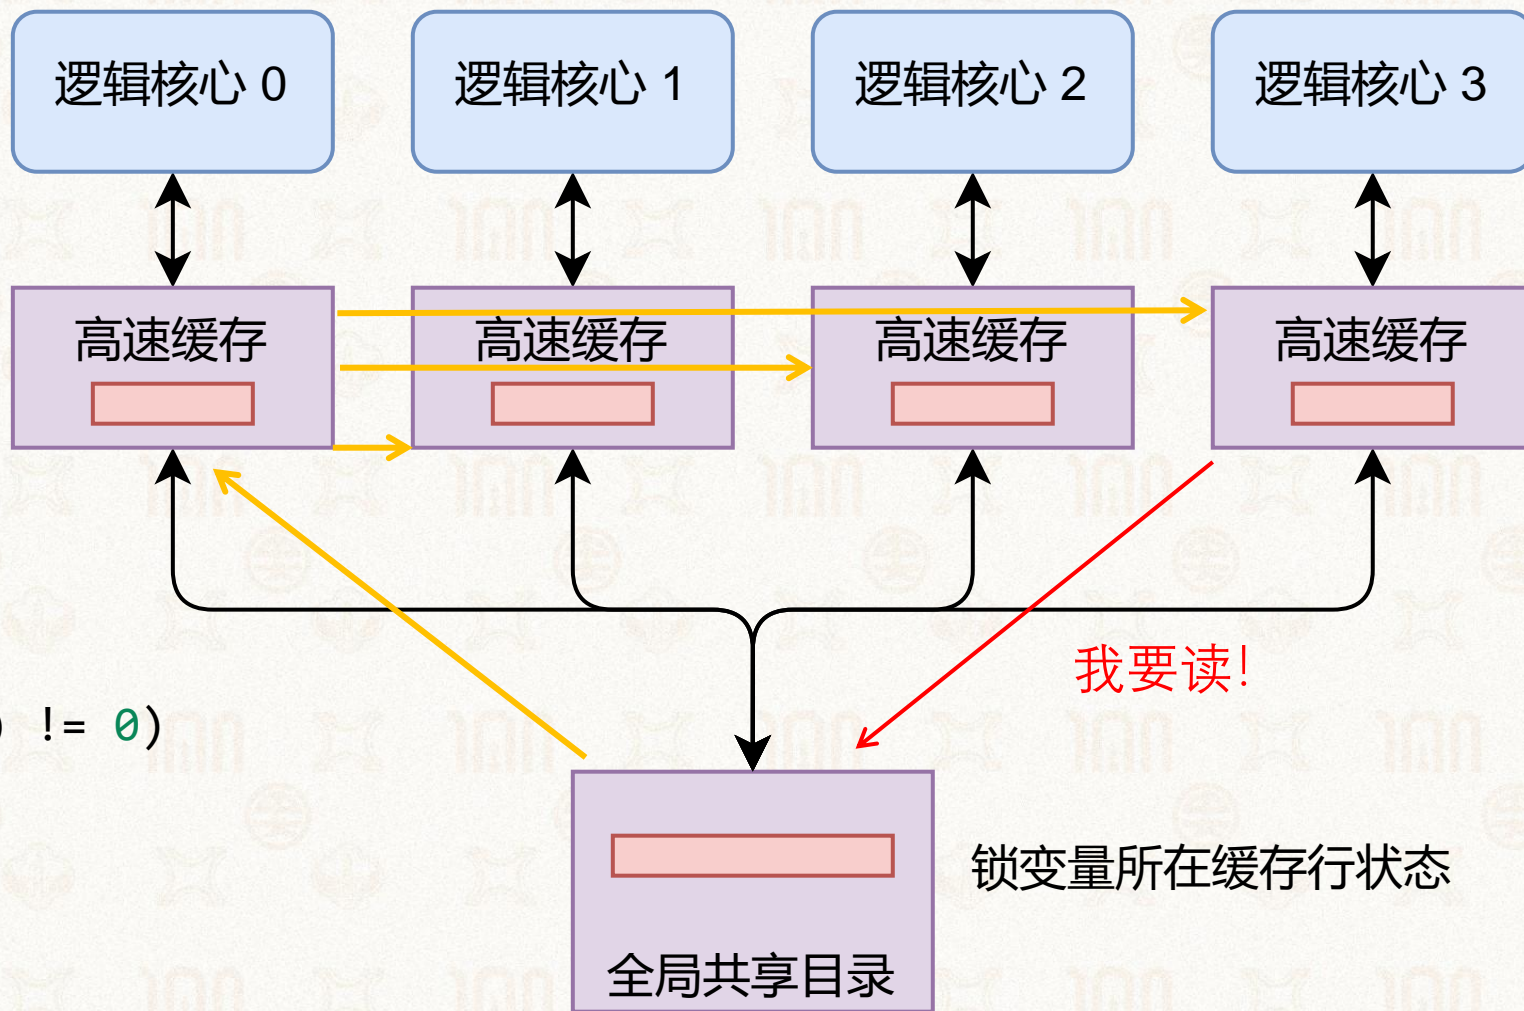 逻辑核心 0
逻辑核心 1
逻辑核心 2
逻辑核心 3
高速缓存
高速缓存
高速缓存
高速缓存
我要读!
) != 0)
锁变量所在缓存行状态
全局共享目录